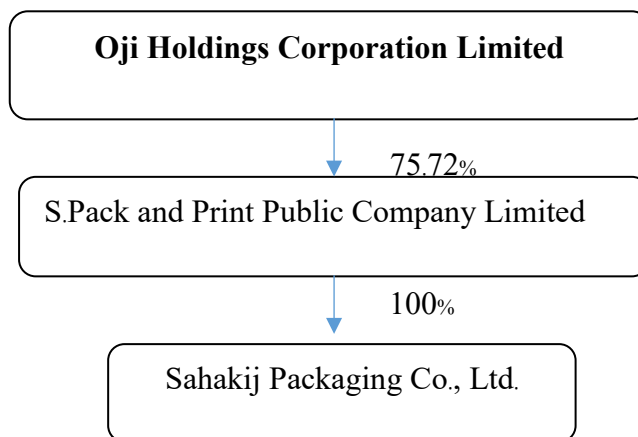 Oji Holdings Corporation Limited
75.72%
S.Pack and Print Public Company Limited
100%
Sahakij Packaging Co., Ltd.